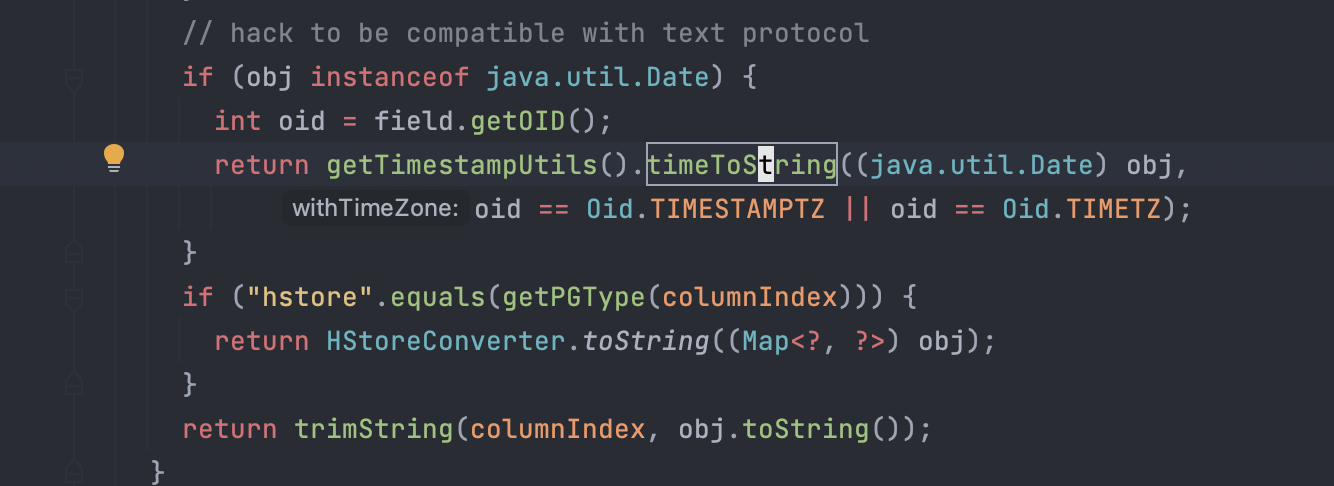 // hack to be compatible with text protocol
if (obj instanceof java.util.Date) {
int oid = field.getOID();
return getTimestampUtils().timeToString((java.util.Date) obj,
withTimeZone: oid == Oid.TIMESTAMPTZ || oid == Oid.TIMETZ);
}
if ("hstore".equals(getPGType(columnIndex))) {
return HStoreConverter.toString((Map<?, ?>) obj);
}
return trimString(columnIndex, obj.toString());
}